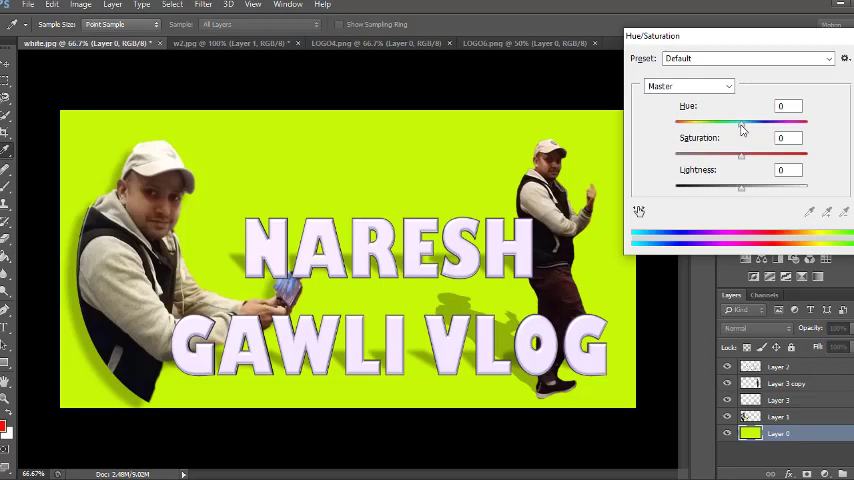 File Edit Image Layer Type Select Filter 3D View Window Help
Sample Size: Point Sample Sample: All Layers Show Sampling Ring
white.jpg @ 66.7% (Layer 0, RGB/8) * × w2.jp @ 100% (Layer 1, RGB/8) * × LOGO4.png @ 66.7% (Layer 0, RGB/8) × LOGO6.png @ 50% (Layer 0, RGB/8) ×
Hue/Saturation
Preset: Default
Master
Hue: 0
Saturation: 0
Lightness: 0
NARESH
GAWLI VLOG
Layers Channels
Kind
Normal Opacity: 100%
Lock: Fill: 100%
Layer 2
Layer 3 copy
Layer 3
Layer 1
Layer 0
66.67% Doc: 2.48M/9.02M
fx